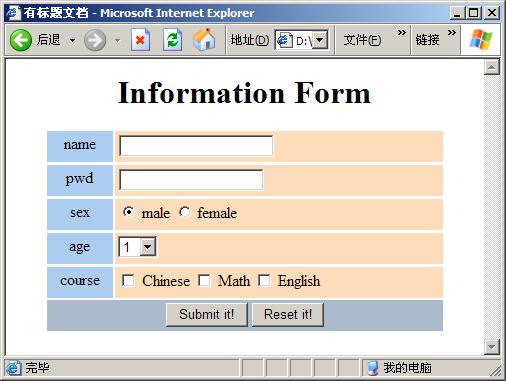 有标题文档 - Microsoft Internet Explorer
后退 地址(D) D:\ 文件(F) » 链接 »
Information Form
name
pwd
sex male female
age 1
course Chinese Math English
Submit it! Reset it!
完毕 我的电脑